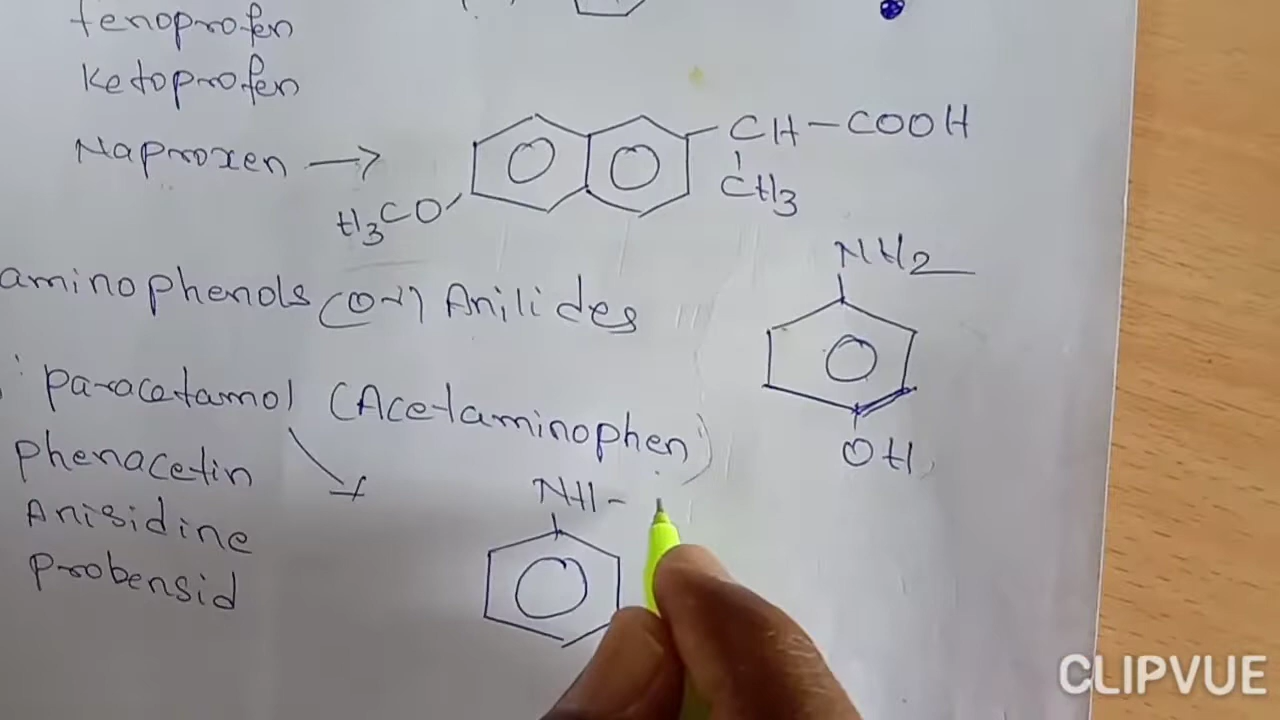 fenoprofen
Ketoprofen
Naproxen →
CH-COOH
CH3
H3CO
NH2
aminophenols (or) Anilides
OH
paracetamol (Acetaminophen)
phenacetin
NH-
Anisidine
probensid
CLIPVUE